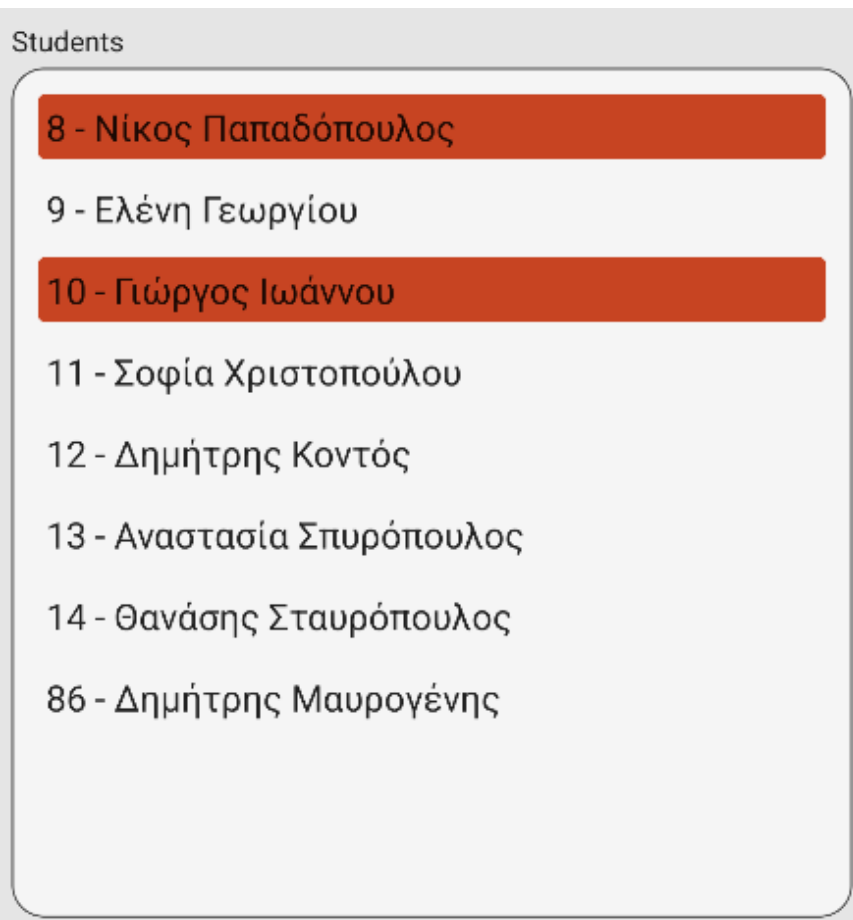 Students
8 - Νίκος Παπαδόπουλος
9 - Ελένη Γεωργίου
10 - Γιώργος Ιωάννου
11 - Σοφία Χριστοπούλου
12 - Δημήτρης Κοντός
13 - Αναστασία Σπυρόπουλος
14 - Θανάσης Σταυρόπουλος
86 - Δημήτρης Μαυρογένης